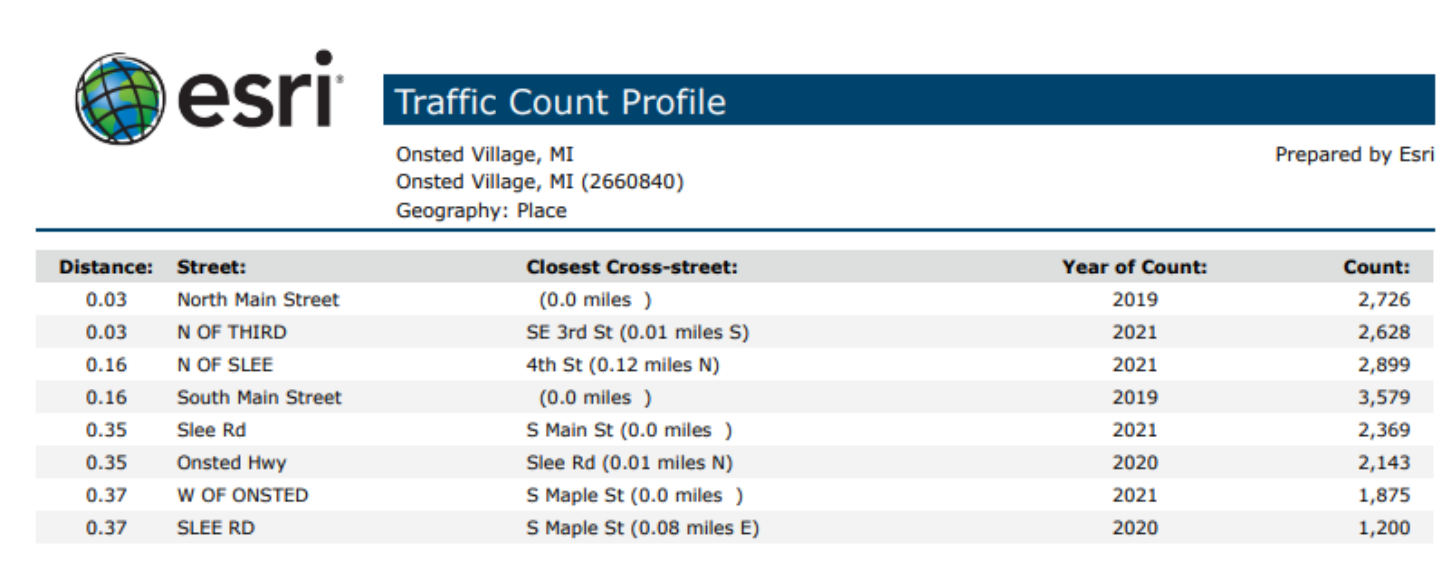 esri®
Traffic Count Profile
Onsted Village, MI Prepared by Esri
Onsted Village, MI (2660840)
Geography: Place
Distance: Street: Closest Cross-street: Year of Count: Count:
0.03 North Main Street (0.0 miles ) 2019 2,726
0.03 N OF THIRD SE 3rd St (0.01 miles S) 2021 2,628
0.16 N OF SLEE 4th St (0.12 miles N) 2021 2,899
0.16 South Main Street (0.0 miles ) 2019 3,579
0.35 Slee Rd S Main St (0.0 miles ) 2021 2,369
0.35 Onsted Hwy Slee Rd (0.01 miles N) 2020 2,143
0.37 W OF ONSTED S Maple St (0.0 miles ) 2021 1,875
0.37 SLEE RD S Maple St (0.08 miles E) 2020 1,200